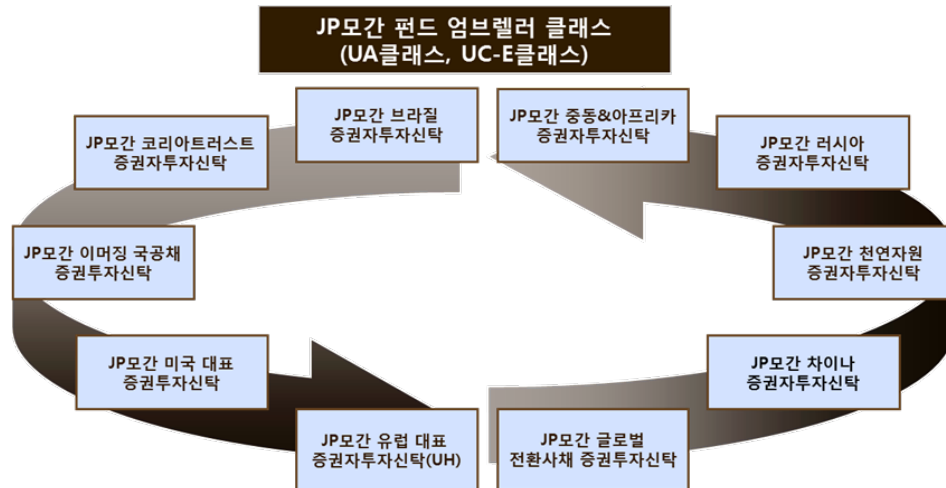 JP모간 펀드 엄브렐러 클래스
(UA클래스, UC-E클래스)
JP모간 브라질
증권자투자신탁
JP모간 중동&아프리카
증권자투자신탁
JP모간 코리아트러스트
증권자투자신탁
JP모간 러시아
증권자투자신탁
JP모간 이머징 국공채
증권투자신탁
JP모간 천연자원
증권자투자신탁
JP모간 미국 대표
증권투자신탁
JP모간 차이나
증권자투자신탁
JP모간 유럽 대표
증권자투자신탁(UH)
JP모간 글로벌
전환사채 증권투자신탁